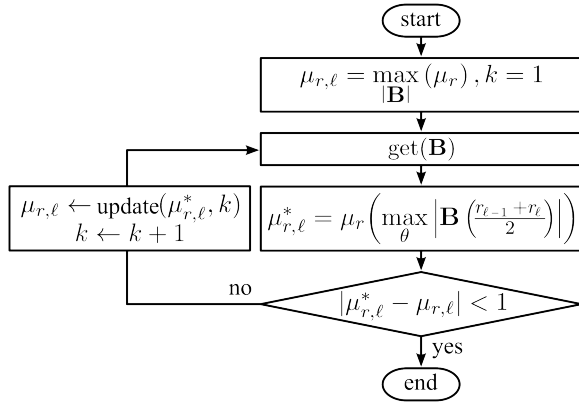 start
μ_{r,ℓ} = max_{|𝐁|} (μ_r) , k = 1
get(𝐁)
μ_{r,ℓ} ← update(μ*_{r,ℓ}, k)
k ← k + 1
μ*_{r,ℓ} = μ_r ( max_θ | 𝐁 ( (r_{ℓ−1} + r_ℓ)/2 ) | )
no
|μ*_{r,ℓ} − μ_{r,ℓ}| < 1
yes
end